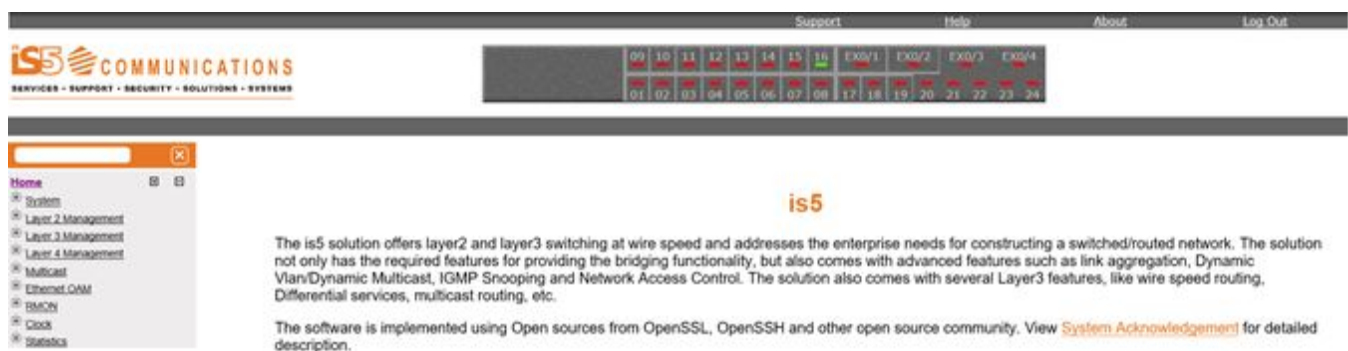 Support Help About Log Out
iS5 COMMUNICATIONS
SERVICES • SUPPORT • SECURITY • SOLUTIONS • SYSTEMS
09 10 11 12 13 14 15 16 EX0/1 EX0/2 EX0/3 EX0/4
01 02 03 04 05 06 07 08 17 18 19 20 21 22 23 24
Home
System
Layer 2 Management
Layer 3 Management
Layer 4 Management
Multicast
Ethernet OAM
RMON
Clock
Statistics
is5
The is5 solution offers layer2 and layer3 switching at wire speed and addresses the enterprise needs for constructing a switched/routed network. The solution
not only has the required features for providing the bridging functionality, but also comes with advanced features such as link aggregation, Dynamic
Vlan/Dynamic Multicast, IGMP Snooping and Network Access Control. The solution also comes with several Layer3 features, like wire speed routing,
Differential services, multicast routing, etc.
The software is implemented using Open sources from OpenSSL, OpenSSH and other open source community. View System Acknowledgement for detailed
description.